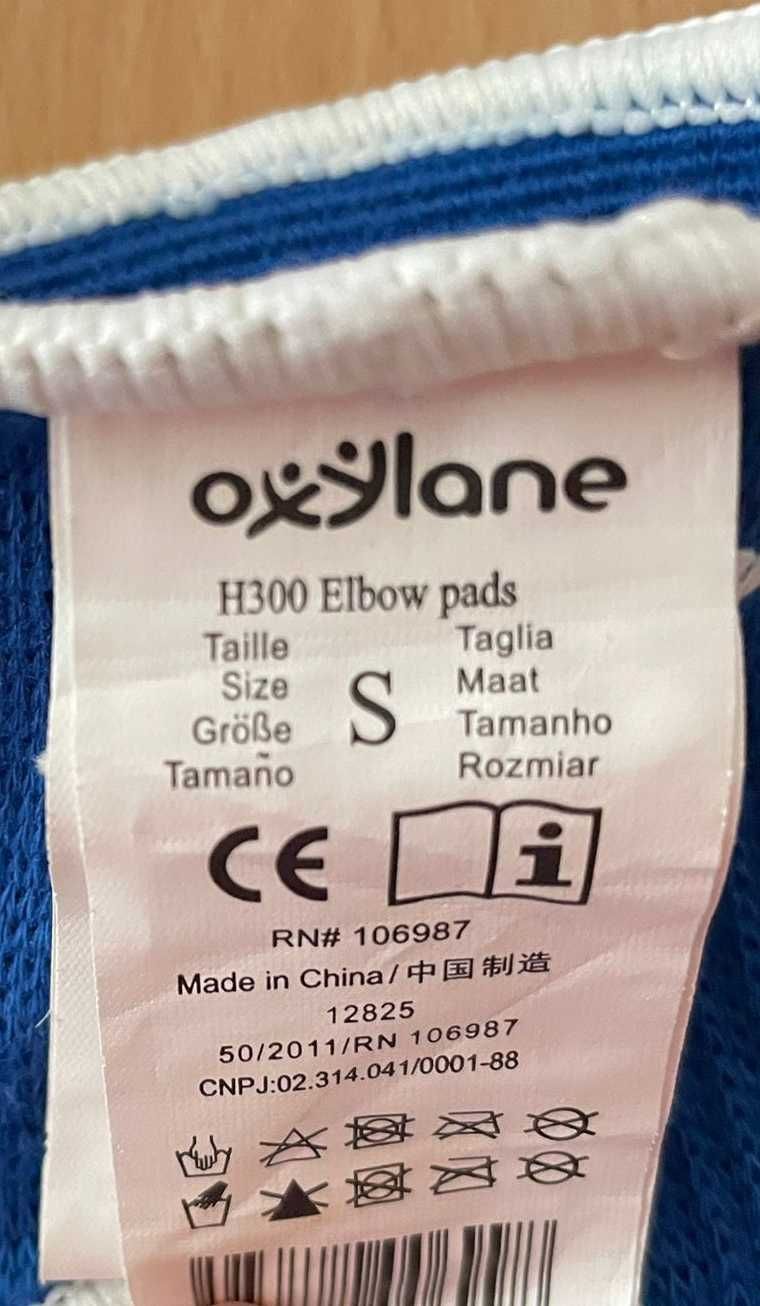 oxylane
H300 Elbow pads
Taille
Size
Größe
Tamaño
S
Taglia
Maat
Tamanho
Rozmiar
CE
i
RN# 106987
Made in China/中国制造
12825
50/2011/RN 106987
CNPJ:02.314.041/0001-88